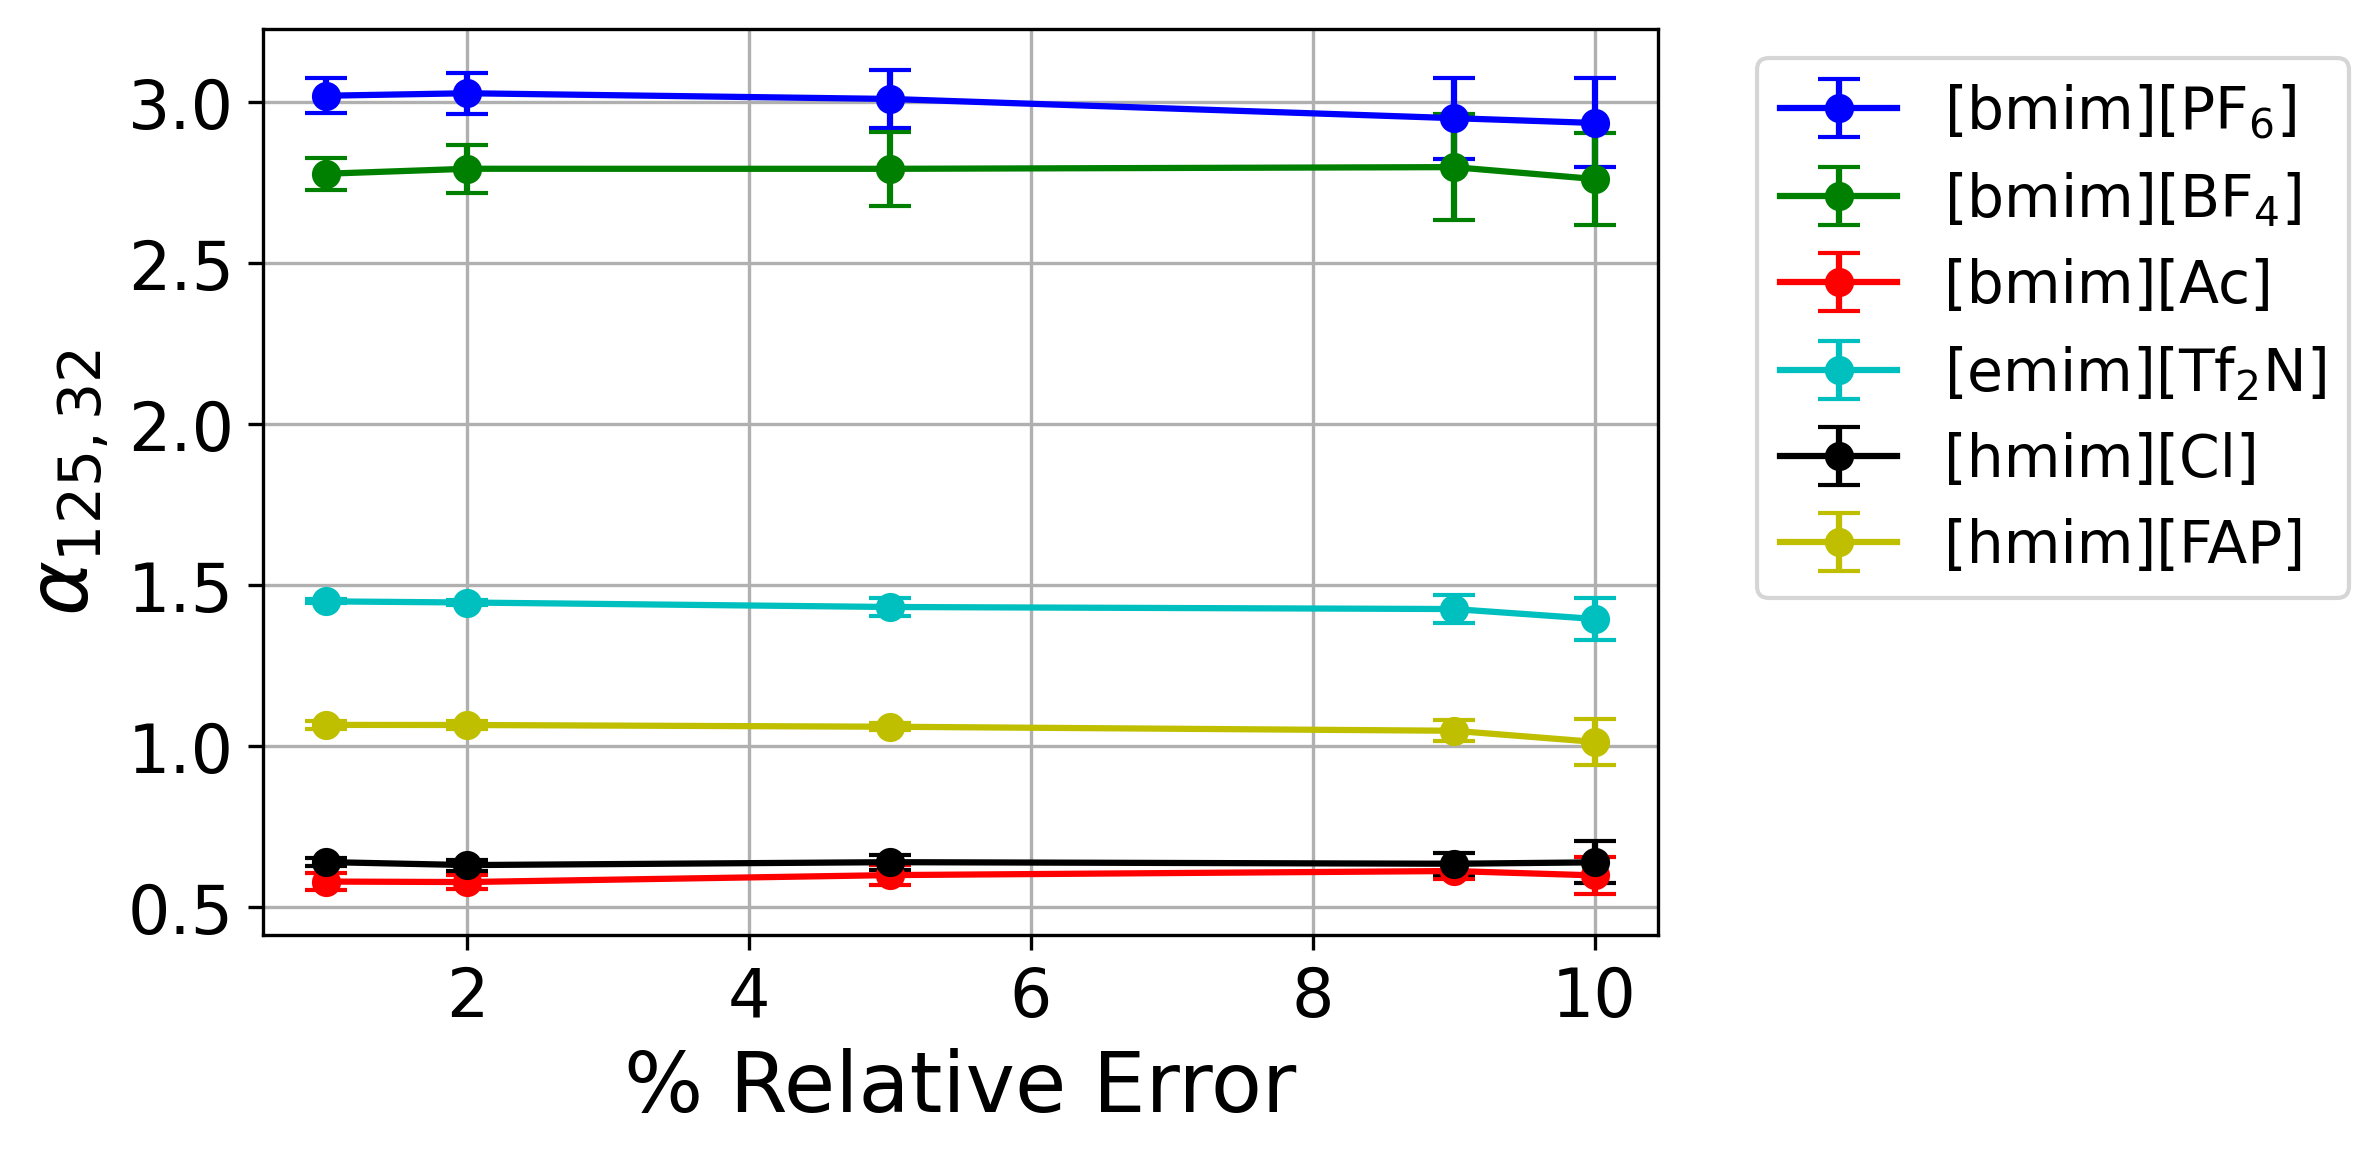 3.0
2.5
2.0
1.5
1.0
0.5
α₁₂₅,₃₂
2 4 6 8 10
% Relative Error
[bmim][PF₆]
[bmim][BF₄]
[bmim][Ac]
[emim][Tf₂N]
[hmim][Cl]
[hmim][FAP]